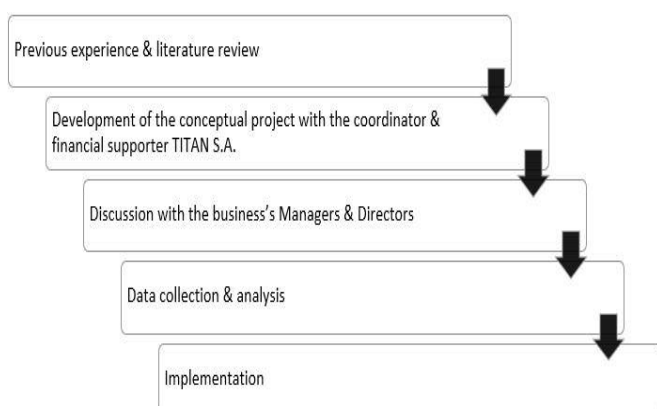 Previous experience & literature review
Development of the conceptual project with the coordinator &
financial supporter TITAN S.A.
Discussion with the business's Managers & Directors
Data collection & analysis
Implementation